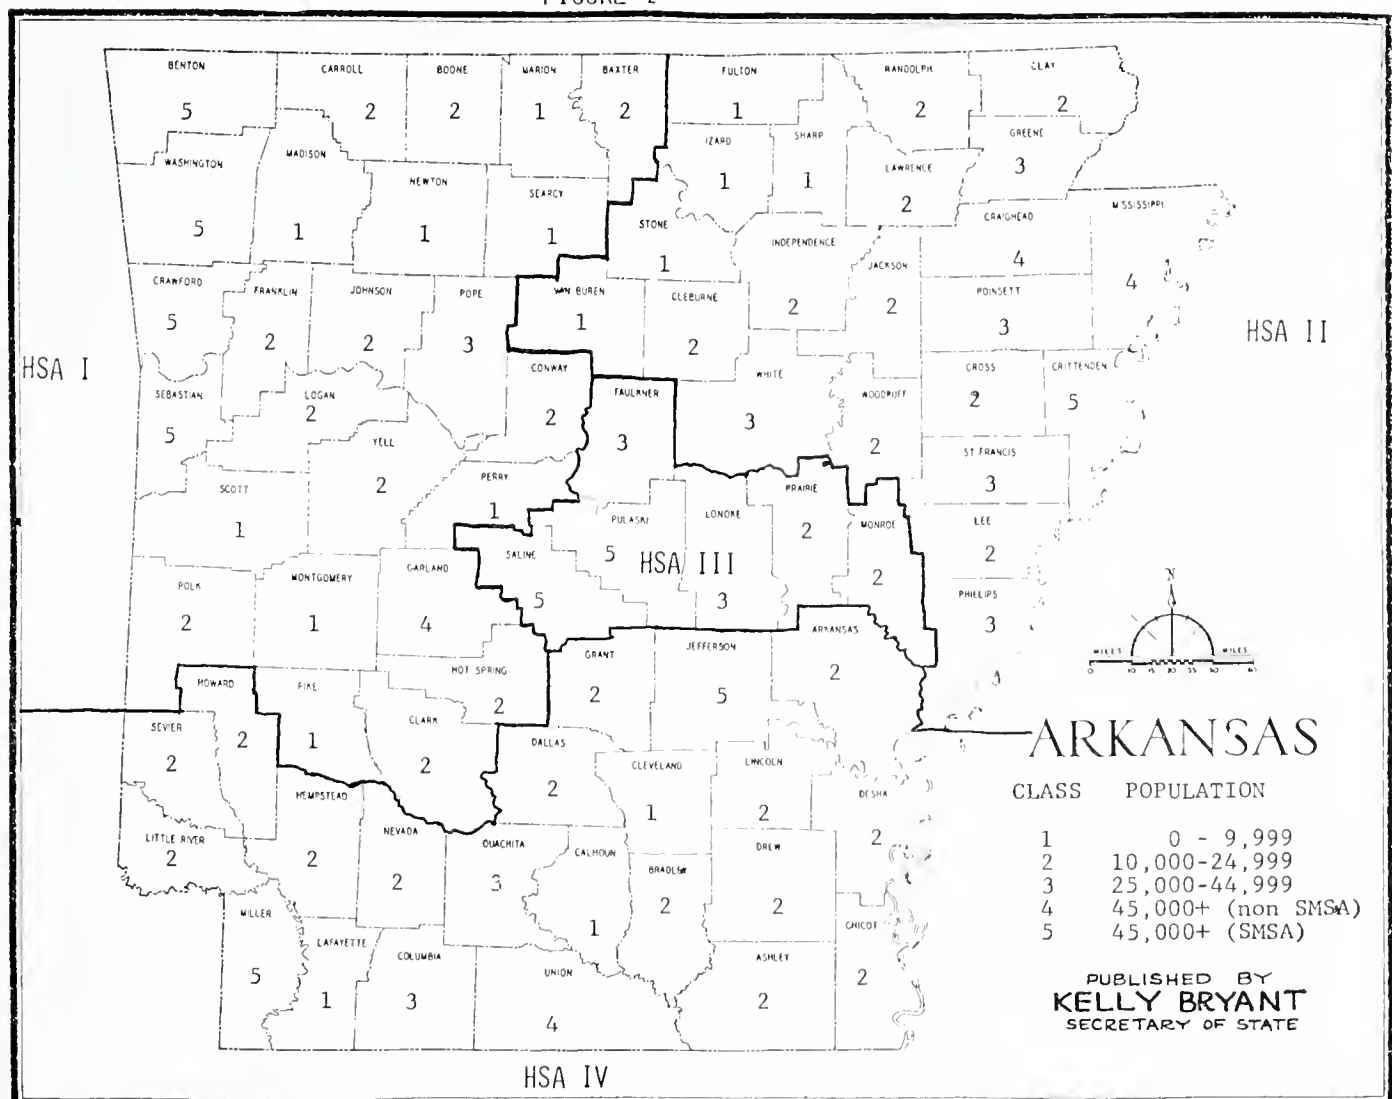 FIGURE 2
BENTON
5
CARROLL
2
BOONE
2
MARION
1
BAXTER
2
FULTON
1
RANDOLPH
2
CLAY
2
WASHINGTON
5
MADISON
1
NEWTON
1
SEARCY
1
STONE
1
IZARD
1
SHARP
1
LAWRENCE
2
GREENE
3
CRAIGHEAD
4
MISSISSIPPI
4
INDEPENDENCE
2
JACKSON
2
CRAWFORD
5
FRANKLIN
2
JOHNSON
2
POPE
3
VAN BUREN
1
CLEBURNE
2
POINSETT
3
HSA I
HSA II
SEBASTIAN
5
LOGAN
2
CONWAY
2
FAULKNER
3
WHITE
3
WOODRUFF
2
CROSS
2
CRITTENDEN
5
YELL
2
PERRY
1
ST FRANCIS
3
SCOTT
1
PULASKI
5
LONOKE
3
PRAIRIE
2
MONROE
2
LEE
2
HSA III
POLK
2
MONTGOMERY
1
GARLAND
4
SALINE
5
PHILLIPS
3
HOT SPRING
2
GRANT
2
JEFFERSON
5
ARKANSAS
2
HOWARD
2
PIKE
1
CLARK
2
SEVIER
2
DALLAS
2
CLEVELAND
1
LINCOLN
2
DESHA
2
LITTLE RIVER
2
HEMPSTEAD
2
NEVADA
2
OUACHITA
3
CALHOUN
1
BRADLEY
2
DREW
2
CHICOT
2
MILLER
5
LAFAYETTE
1
COLUMBIA
3
UNION
4
ASHLEY
2
HSA IV
N
MILES MILES
0 10 15 20 25 30 40
ARKANSAS
CLASS POPULATION
1 0 - 9,999
2 10,000-24,999
3 25,000-44,999
4 45,000+ (non SMSA)
5 45,000+ (SMSA)
PUBLISHED BY
KELLY BRYANT
SECRETARY OF STATE